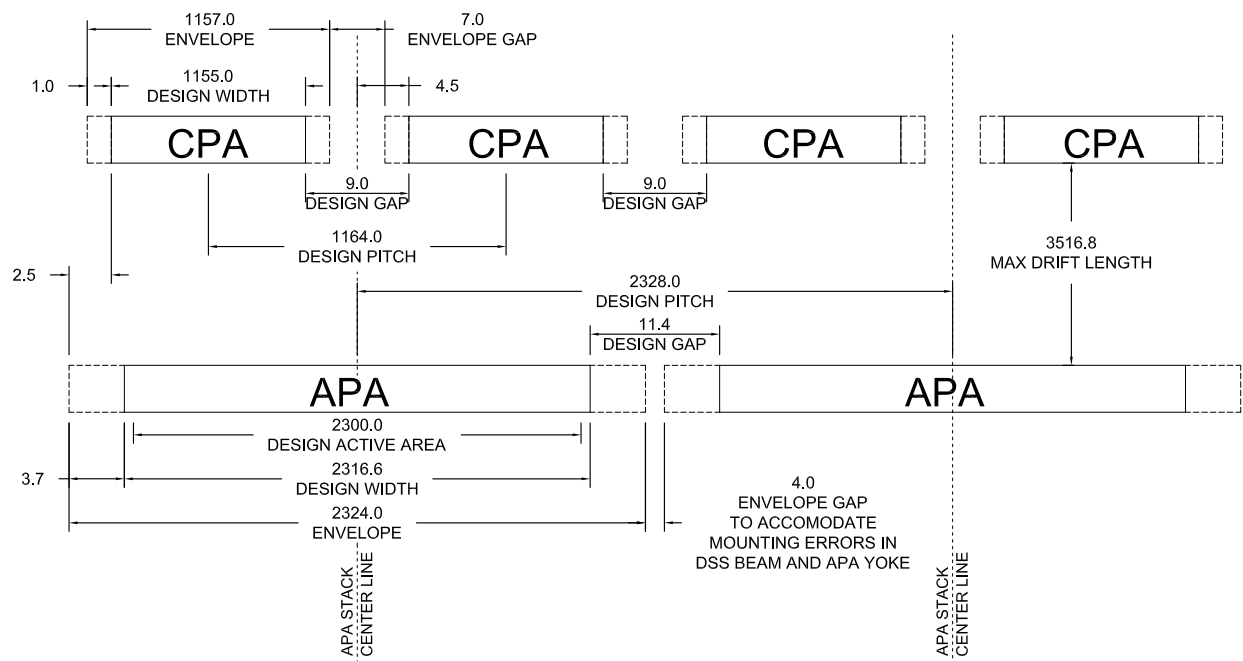 1157.0
ENVELOPE
7.0
ENVELOPE GAP
1.0
1155.0
DESIGN WIDTH
4.5
CPA
CPA
CPA
CPA
9.0
DESIGN GAP
9.0
DESIGN GAP
1164.0
DESIGN PITCH
3516.8
MAX DRIFT LENGTH
2.5
2328.0
DESIGN PITCH
11.4
DESIGN GAP
APA
APA
2300.0
DESIGN ACTIVE AREA
3.7
2316.6
DESIGN WIDTH
2324.0
ENVELOPE
4.0
ENVELOPE GAP
TO ACCOMODATE
MOUNTING ERRORS IN
DSS BEAM AND APA YOKE
APA STACK
CENTER LINE
APA STACK
CENTER LINE